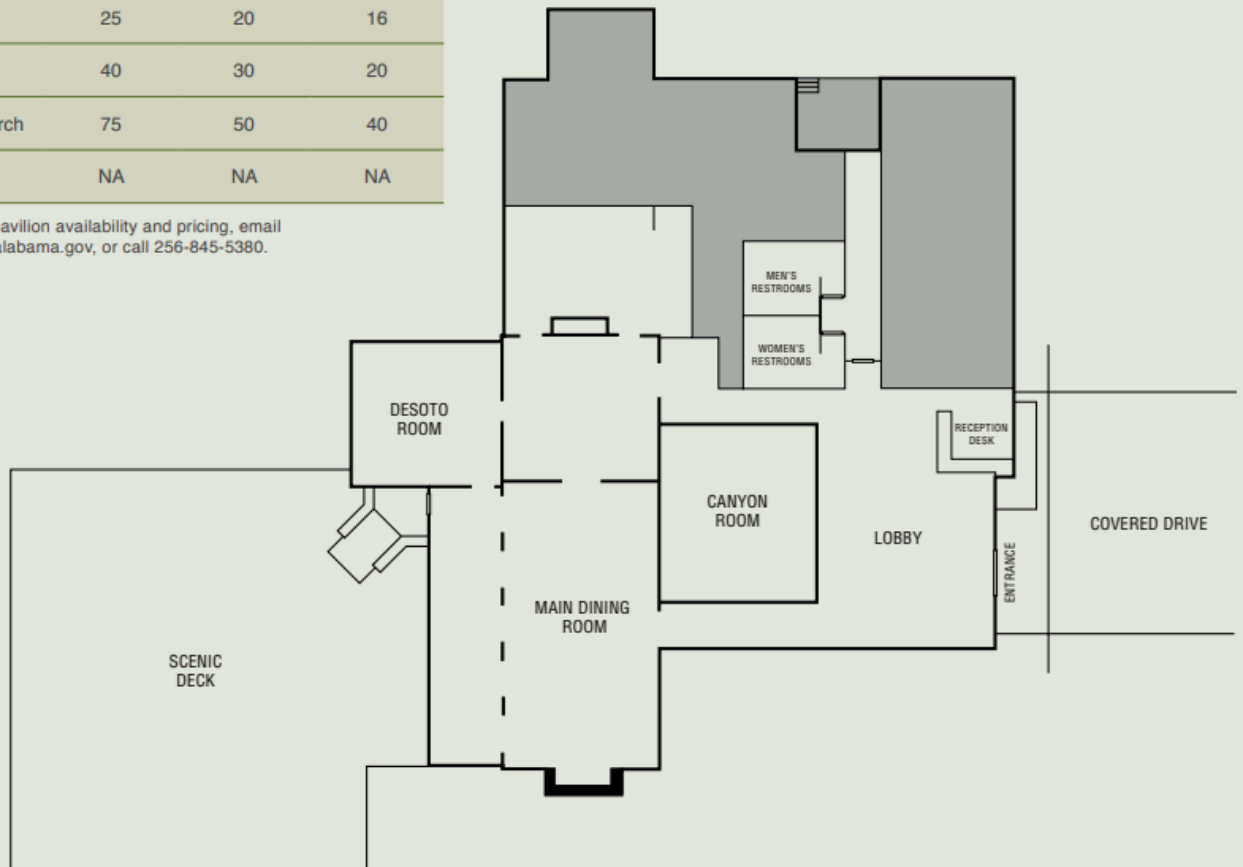 25 20 16
40 30 20
rch 75 50 40
NA NA NA
avilion availability and pricing, email
alabama.gov, or call 256-845-5380.
MEN'S
RESTROOMS
WOMEN'S
RESTROOMS
DESOTO
ROOM
RECEPTION
DESK
CANYON
ROOM
LOBBY
COVERED DRIVE
ENTRANCE
MAIN DINING
ROOM
SCENIC
DECK